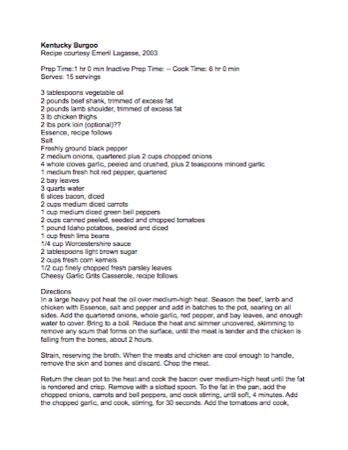 Kentucky Burgoo
Recipe courtesy Emeril Lagasse, 2003
Prep Time:1 hr 0 min Inactive Prep Time: -- Cook Time: 6 hr 0 min
Serves: 15 servings
3 tablespoons vegetable oil
2 pounds beef shank, trimmed of excess fat
2 pounds lamb shoulder, trimmed of excess fat
3 lb chicken thighs
2 lbs pork loin (optional)??
Essence, recipe follows
Salt
Freshly ground black pepper
2 medium onions, quartered plus 2 cups chopped onions
4 whole cloves garlic, peeled and crushed, plus 2 teaspoons minced garlic
1 medium fresh hot red pepper, quartered
2 bay leaves
3 quarts water
6 slices bacon, diced
2 cups medium diced carrots
1 cup medium diced green bell peppers
2 cups canned peeled, seeded and chopped tomatoes
1 pound Idaho potatoes, peeled and diced
1 cup fresh lima beans
1/4 cup Worcestershire sauce
2 tablespoons light brown sugar
2 cups fresh corn kernels
1/2 cup finely chopped fresh parsley leaves
Cheesy Garlic Grits Casserole, recipe follows
Directions
In a large heavy pot heat the oil over medium-high heat. Season the beef, lamb and
chicken with Essence, salt and pepper and add in batches to the pot, searing on all
sides. Add the quartered onions, whole garlic, red pepper, and bay leaves, and enough
water to cover. Bring to a boil. Reduce the heat and simmer uncovered, skimming to
remove any scum that forms on the surface, until the meat is tender and the chicken is
falling from the bones, about 2 hours.
Strain, reserving the broth. When the meats and chicken are cool enough to handle,
remove the skin and bones and discard. Chop the meat.
Return the clean pot to the heat and cook the bacon over medium-high heat until the fat
is rendered and crisp. Remove with a slotted spoon. To the fat in the pan, add the
chopped onions, carrots and bell peppers, and cook stirring, until soft, 4 minutes. Add
the chopped garlic, and cook, stirring, for 30 seconds. Add the tomatoes and cook,